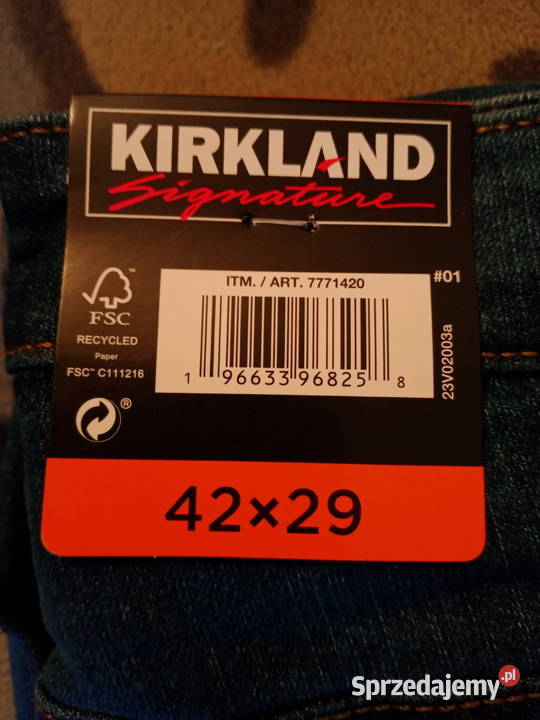 KIRKLAND
Signature
ITM. / ART. 7771420
#01
FSC™
RECYCLED
Paper
FSC™ C111216
1 96633 96825 8
23V02003a
®
42×29
Sprzedajemy.pl